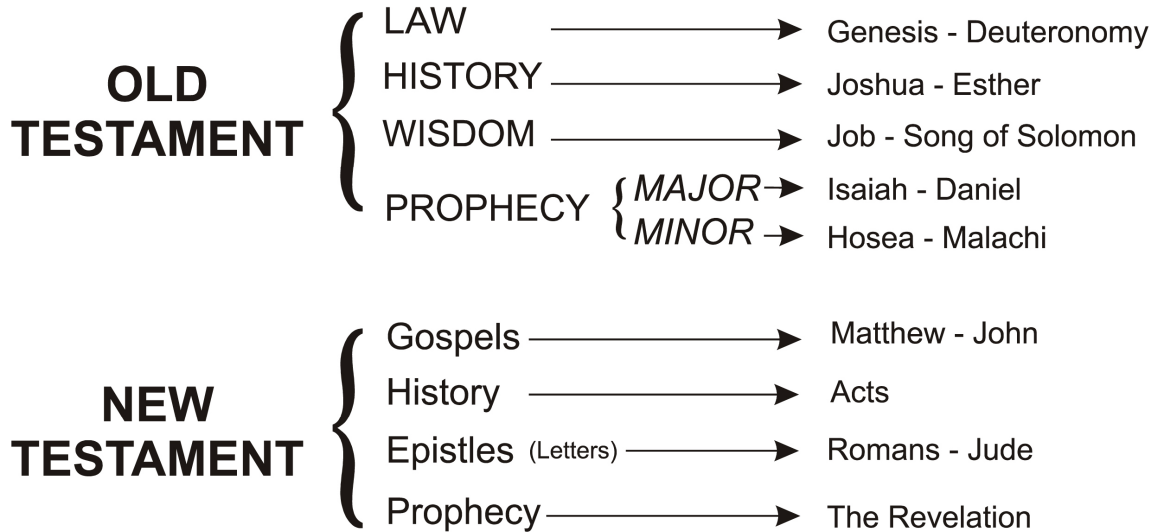 OLD
TESTAMENT
LAW Genesis - Deuteronomy
HISTORY Joshua - Esther
WISDOM Job - Song of Solomon
PROPHECY
MAJOR Isaiah - Daniel
MINOR Hosea - Malachi
NEW
TESTAMENT
Gospels Matthew - John
History Acts
Epistles (Letters) Romans - Jude
Prophecy The Revelation